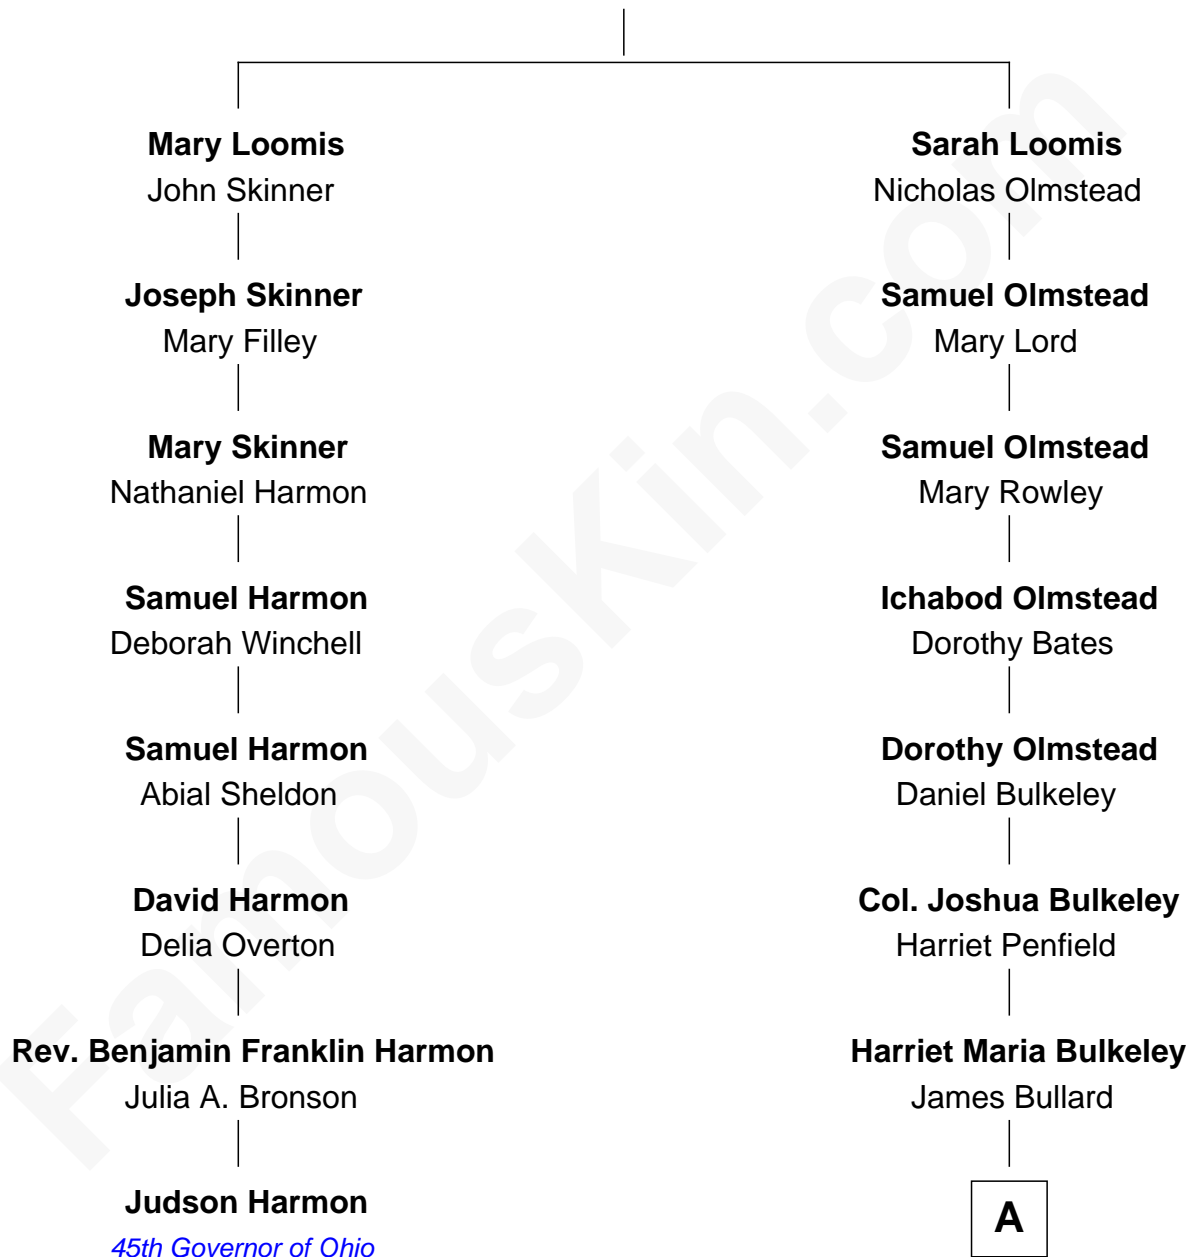 Mary Loomis
John Skinner
Joseph Skinner
Mary Filley
Mary Skinner
Nathaniel Harmon
Samuel Harmon
Deborah Winchell
Samuel Harmon
Abial Sheldon
David Harmon
Delia Overton
Rev. Benjamin Franklin Harmon
Julia A. Bronson
Judson Harmon
45th Governor of Ohio
Sarah Loomis
Nicholas Olmstead
Samuel Olmstead
Mary Lord
Samuel Olmstead
Mary Rowley
Ichabod Olmstead
Dorothy Bates
Dorothy Olmstead
Daniel Bulkeley
Col. Joshua Bulkeley
Harriet Penfield
Harriet Maria Bulkeley
James Bullard
A
FamousKin.com